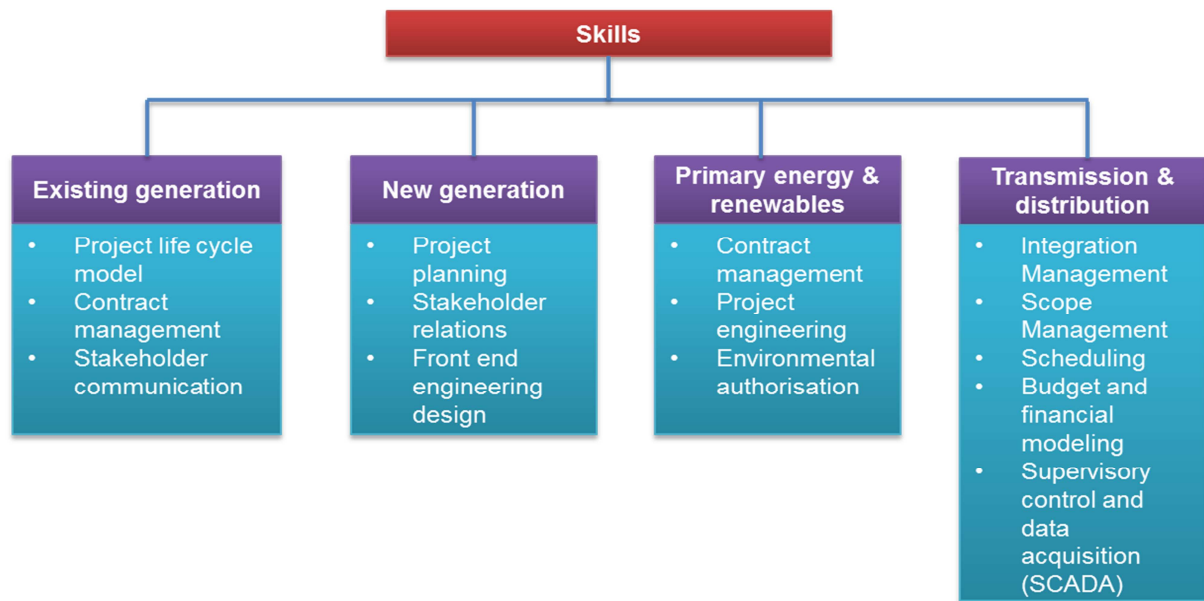 Skills
Existing generation
• Project life cycle
model
• Contract
management
• Stakeholder
communication
New generation
• Project
planning
• Stakeholder
relations
• Front end
engineering
design
Primary energy &
renewables
• Contract
management
• Project
engineering
• Environmental
authorisation
Transmission &
distribution
• Integration
Management
• Scope
Management
• Scheduling
• Budget and
financial
modeling
• Supervisory
control and
data
acquisition
(SCADA)